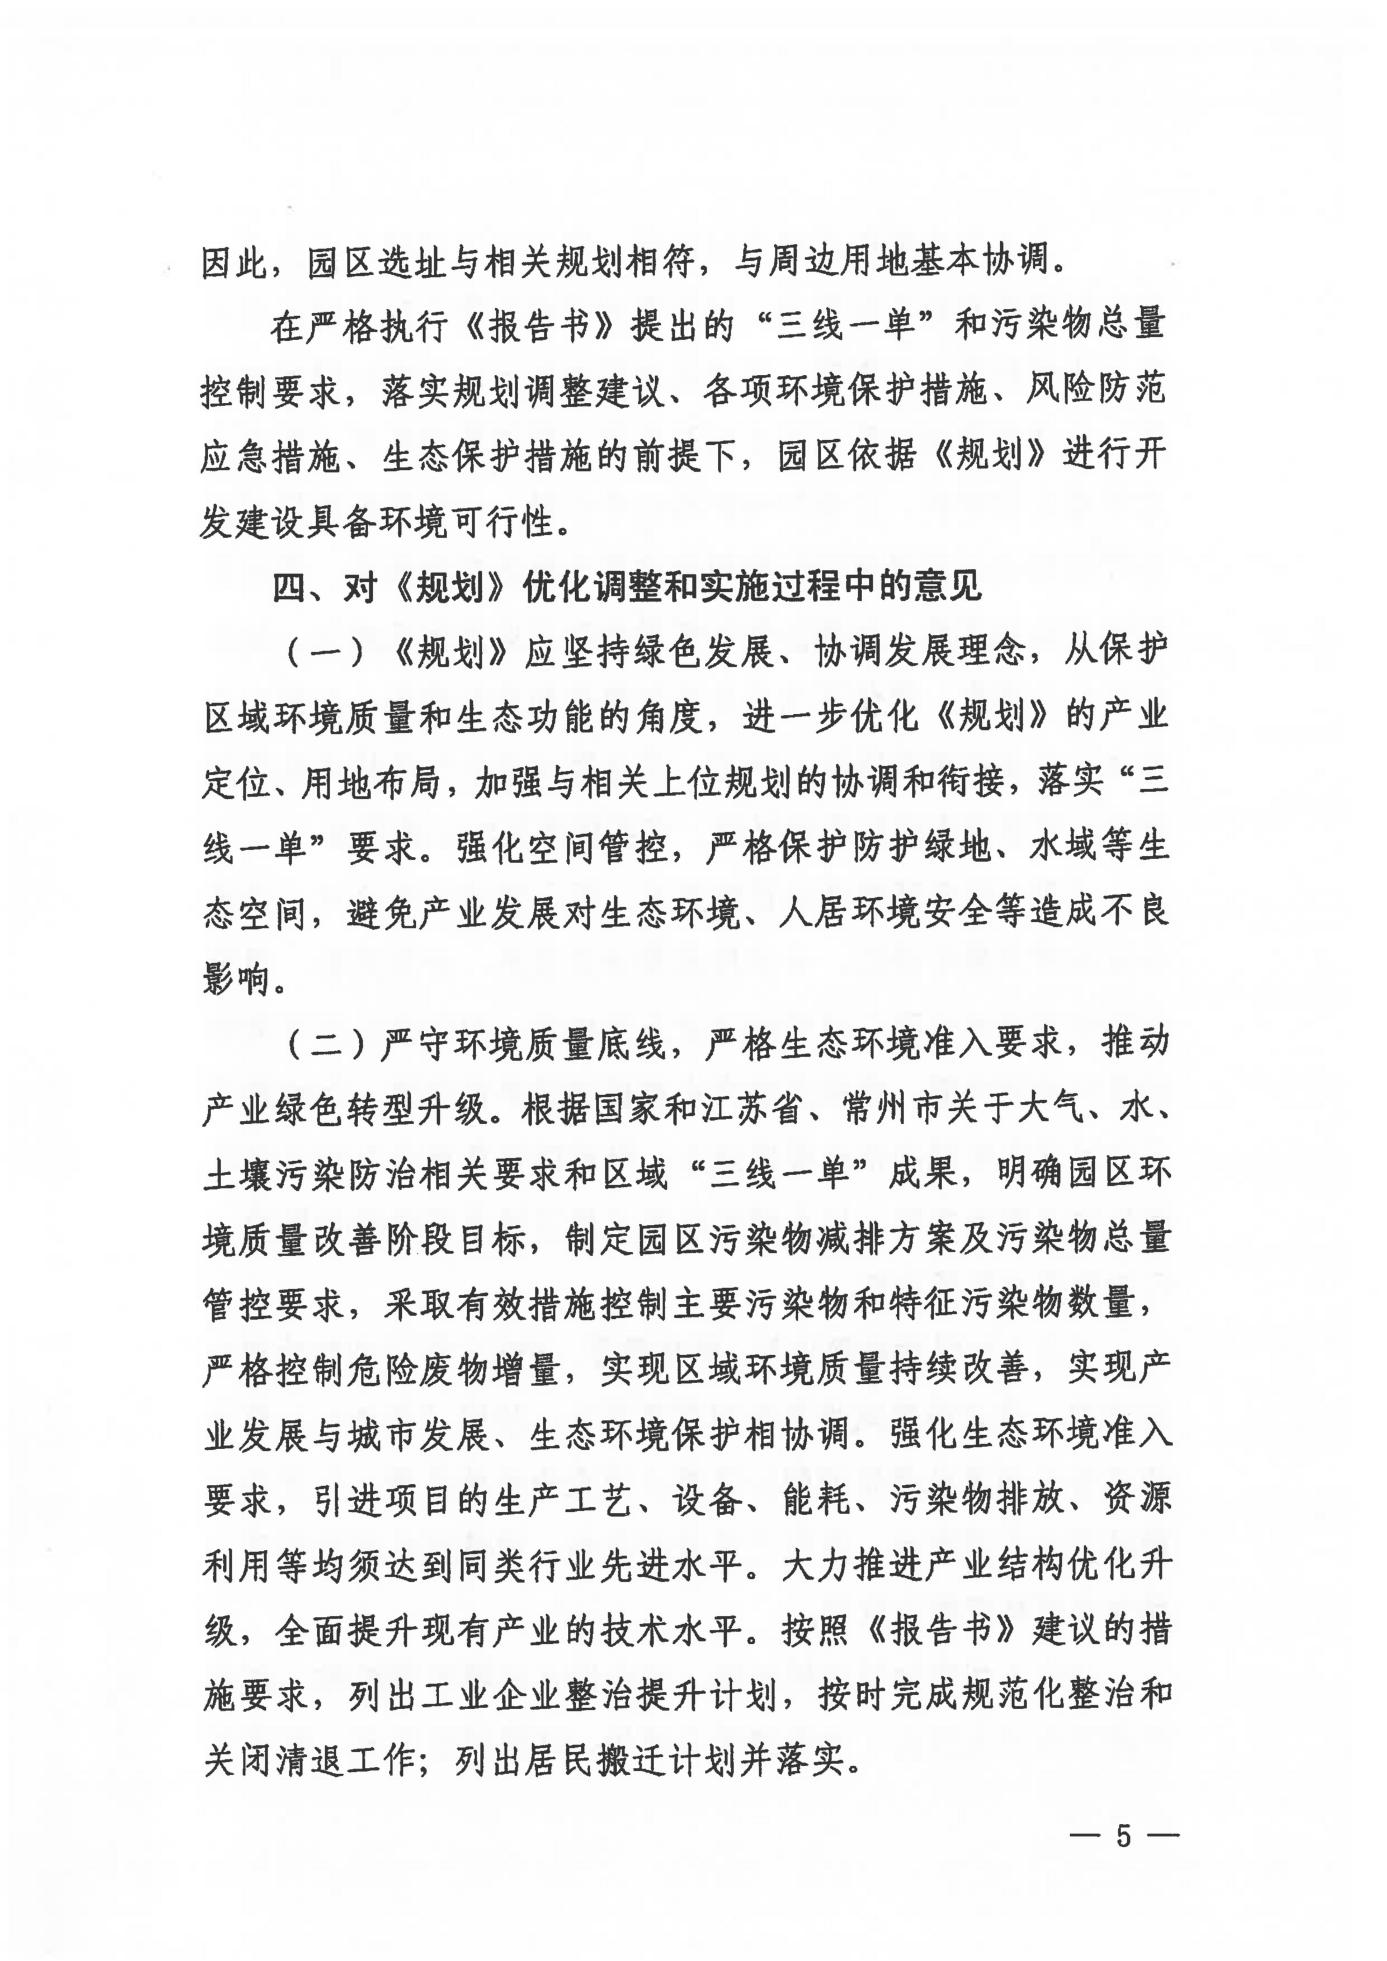 因此，园区选址与相关规划相符，与周边用地基本协调。
在严格执行《报告书》提出的“三线一单”和污染物总量
控制要求，落实规划调整建议、各项环境保护措施、风险防范
应急措施、生态保护措施的前提下，园区依据《规划》进行开
发建设具备环境可行性。
四、对《规划》优化调整和实施过程中的意见
（一）《规划》应坚持绿色发展、协调发展理念，从保护
区域环境质量和生态功能的角度，进一步优化《规划》的产业
定位、用地布局，加强与相关上位规划的协调和衔接，落实“三
线一单”要求。强化空间管控，严格保护防护绿地、水域等生
态空间，避免产业发展对生态环境、人居环境安全等造成不良
影响。
（二）严守环境质量底线，严格生态环境准入要求，推动
产业绿色转型升级。根据国家和江苏省、常州市关于大气、水、
土壤污染防治相关要求和区域“三线一单”成果，明确园区环
境质量改善阶段目标，制定园区污染物减排方案及污染物总量
管控要求，采取有效措施控制主要污染物和特征污染物数量，
严格控制危险废物增量，实现区域环境质量持续改善，实现产
业发展与城市发展、生态环境保护相协调。强化生态环境准入
要求，引进项目的生产工艺、设备、能耗、污染物排放、资源
利用等均须达到同类行业先进水平。大力推进产业结构优化升
级，全面提升现有产业的技术水平。按照《报告书》建议的措
施要求，列出工业企业整治提升计划，按时完成规范化整治和
关闭清退工作；列出居民搬迁计划并落实。
— 5 —